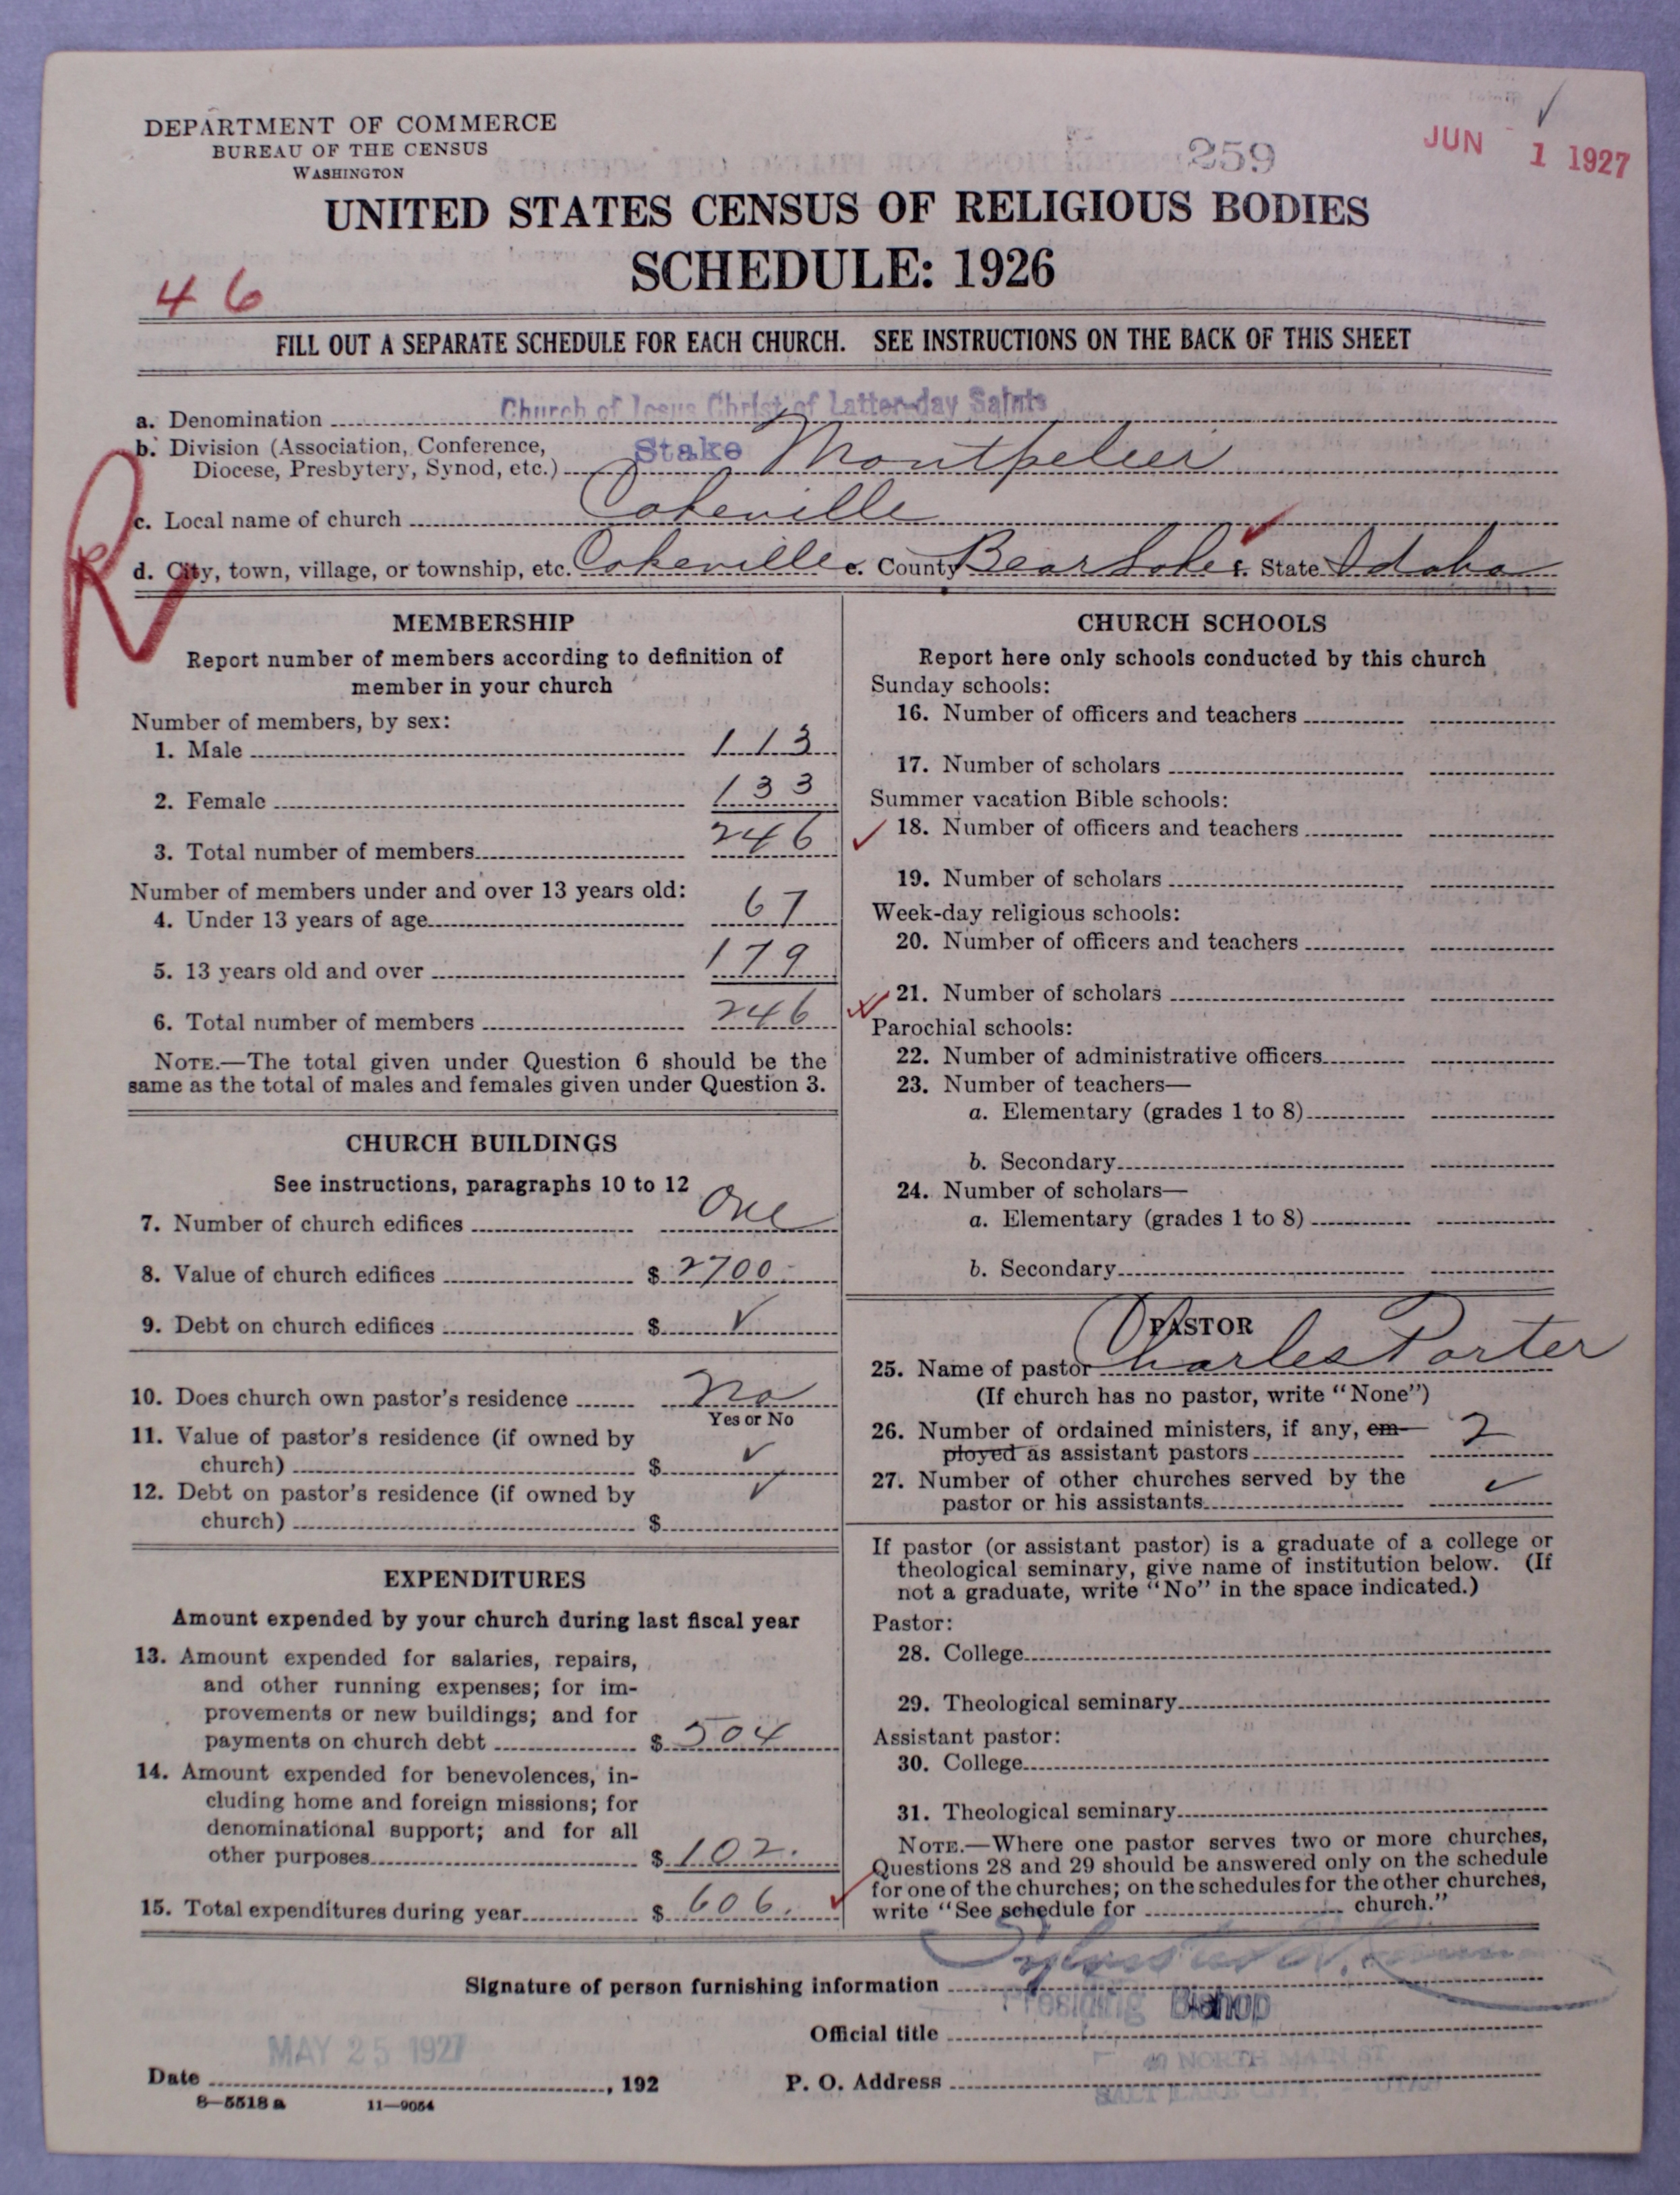 DEPARTMENT OF COMMERCE
BUREAU OF THE CENSUS
WASHINGTON
259
JUN 1 1927
UNITED STATES CENSUS OF RELIGIOUS BODIES
SCHEDULE: 1926
46
FILL OUT A SEPARATE SCHEDULE FOR EACH CHURCH. SEE INSTRUCTIONS ON THE BACK OF THIS SHEET
a. Denomination Church of Jesus Christ of Latter-day Saints
b. Division (Association, Conference,
Diocese, Presbytery, Synod, etc.) Stake Montpelier
R
c. Local name of church Cokeville
d. City, town, village, or township, etc. Cokeville e. County Bear Lake f. State Idaho
MEMBERSHIP
Report number of members according to definition of
member in your church
Number of members, by sex:
1. Male 113
2. Female 133
3. Total number of members 246
Number of members under and over 13 years old:
4. Under 13 years of age 67
5. 13 years old and over 179
6. Total number of members 246
NOTE.—The total given under Question 6 should be the
same as the total of males and females given under Question 3.
CHURCH BUILDINGS
See instructions, paragraphs 10 to 12
7. Number of church edifices One
8. Value of church edifices $ 2700
9. Debt on church edifices $ ✓
10. Does church own pastor's residence No
Yes or No
11. Value of pastor's residence (if owned by
church) $ ✓
12. Debt on pastor's residence (if owned by
church) $ ✓
EXPENDITURES
Amount expended by your church during last fiscal year
13. Amount expended for salaries, repairs,
and other running expenses; for im-
provements or new buildings; and for
payments on church debt $ 504
14. Amount expended for benevolences, in-
cluding home and foreign missions; for
denominational support; and for all
other purposes $ 102.
15. Total expenditures during year $ 606.
CHURCH SCHOOLS
Report here only schools conducted by this church
Sunday schools:
16. Number of officers and teachers
17. Number of scholars
Summer vacation Bible schools:
18. Number of officers and teachers
19. Number of scholars
Week-day religious schools:
20. Number of officers and teachers
21. Number of scholars
Parochial schools:
22. Number of administrative officers
23. Number of teachers—
a. Elementary (grades 1 to 8)
b. Secondary
24. Number of scholars—
a. Elementary (grades 1 to 8)
b. Secondary
PASTOR
25. Name of pastor Charles Porter
(If church has no pastor, write "None")
26. Number of ordained ministers, if any, em-
ployed as assistant pastors 2
27. Number of other churches served by the
pastor or his assistants ✓
If pastor (or assistant pastor) is a graduate of a college or
theological seminary, give name of institution below. (If
not a graduate, write "No" in the space indicated.)
Pastor:
28. College
29. Theological seminary
Assistant pastor:
30. College
31. Theological seminary
NOTE.—Where one pastor serves two or more churches,
Questions 28 and 29 should be answered only on the schedule
for one of the churches; on the schedules for the other churches,
write "See schedule for church."
Signature of person furnishing information
Presiding Bishop
Official title
MAY 25 1927
Date , 192
P. O. Address 40 NORTH MAIN ST.
SALT LAKE CITY, UTAH
8—5518 a 11—9054